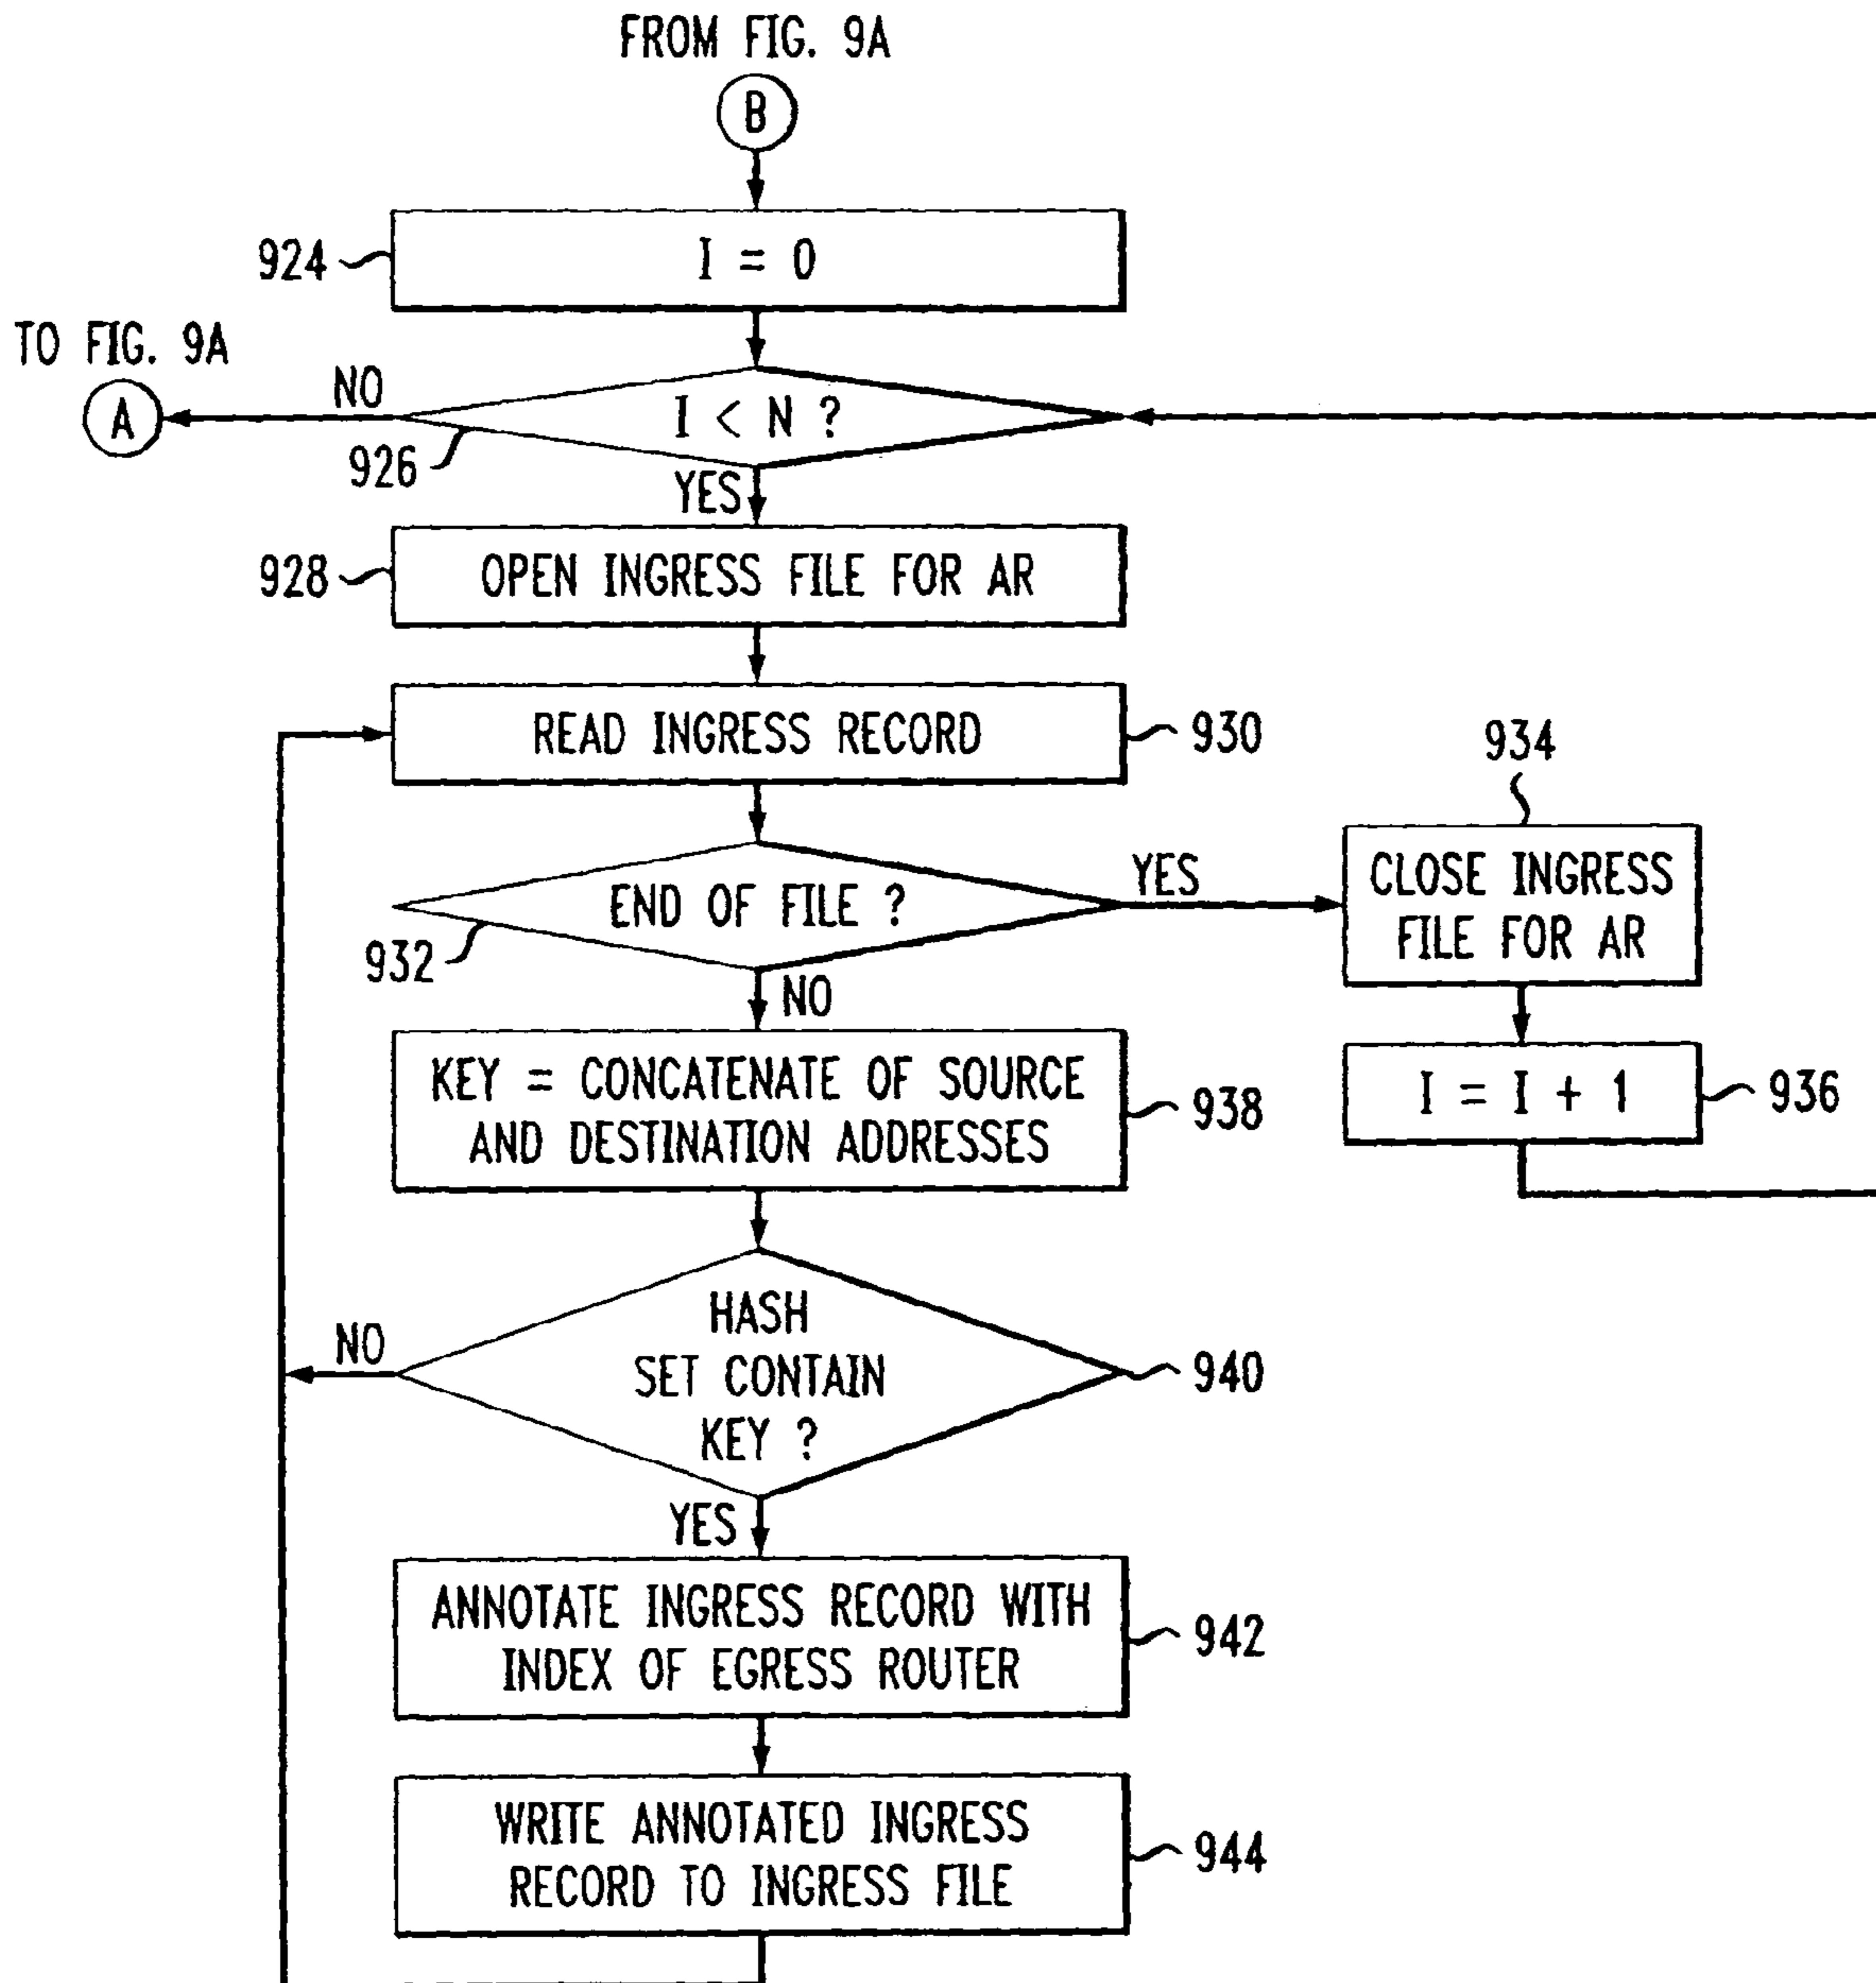 FROM FIG. 9A
B
924
I = 0
TO FIG. 9A
A
NO
I < N ?
926
YES
928
OPEN INGRESS FILE FOR AR
READ INGRESS RECORD
930
934
END OF FILE ?
YES
CLOSE INGRESS
FILE FOR AR
932
NO
KEY = CONCATENATE OF SOURCE
AND DESTINATION ADDRESSES
938
I = I + 1
936
HASH
SET CONTAIN
KEY ?
NO
940
YES
ANNOTATE INGRESS RECORD WITH
INDEX OF EGRESS ROUTER
942
WRITE ANNOTATED INGRESS
RECORD TO INGRESS FILE
944